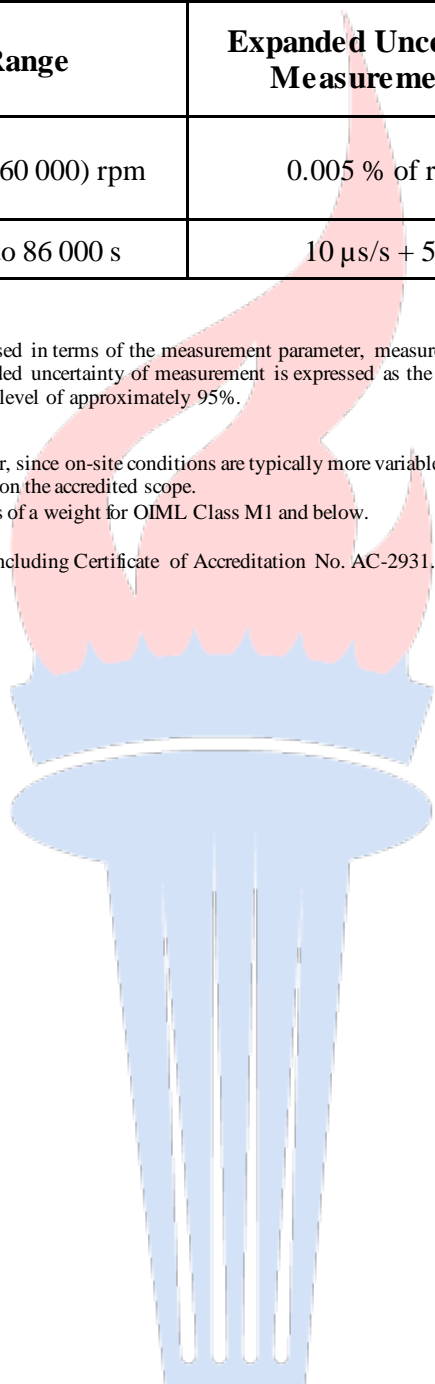 Range
Expanded
Measureme
60 000) rpm
0.005 % of r
to 86 000 s
10 µs/s + 5
sed in terms of the measurement parameter, measur
ded uncertainty of measurement is expressed as the
level of approximately 95%.
r, since on-site conditions are typically more variable
on the accredited scope.
s of a weight for OIML Class M1 and below.
ncluding Certificate of Accreditation No. AC-2931.